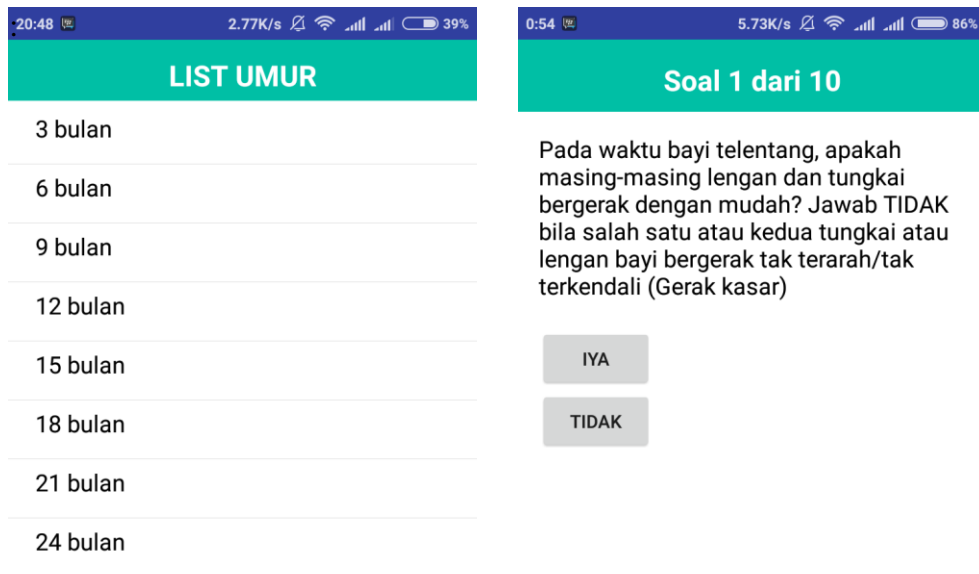 20:48 2.77K/s 39%
LIST UMUR
3 bulan
6 bulan
9 bulan
12 bulan
15 bulan
18 bulan
21 bulan
24 bulan
0:54 5.73K/s 86%
Soal 1 dari 10
Pada waktu bayi telentang, apakah
masing-masing lengan dan tungkai
bergerak dengan mudah? Jawab TIDAK
bila salah satu atau kedua tungkai atau
lengan bayi bergerak tak terarah/tak
terkendali (Gerak kasar)
IYA
TIDAK